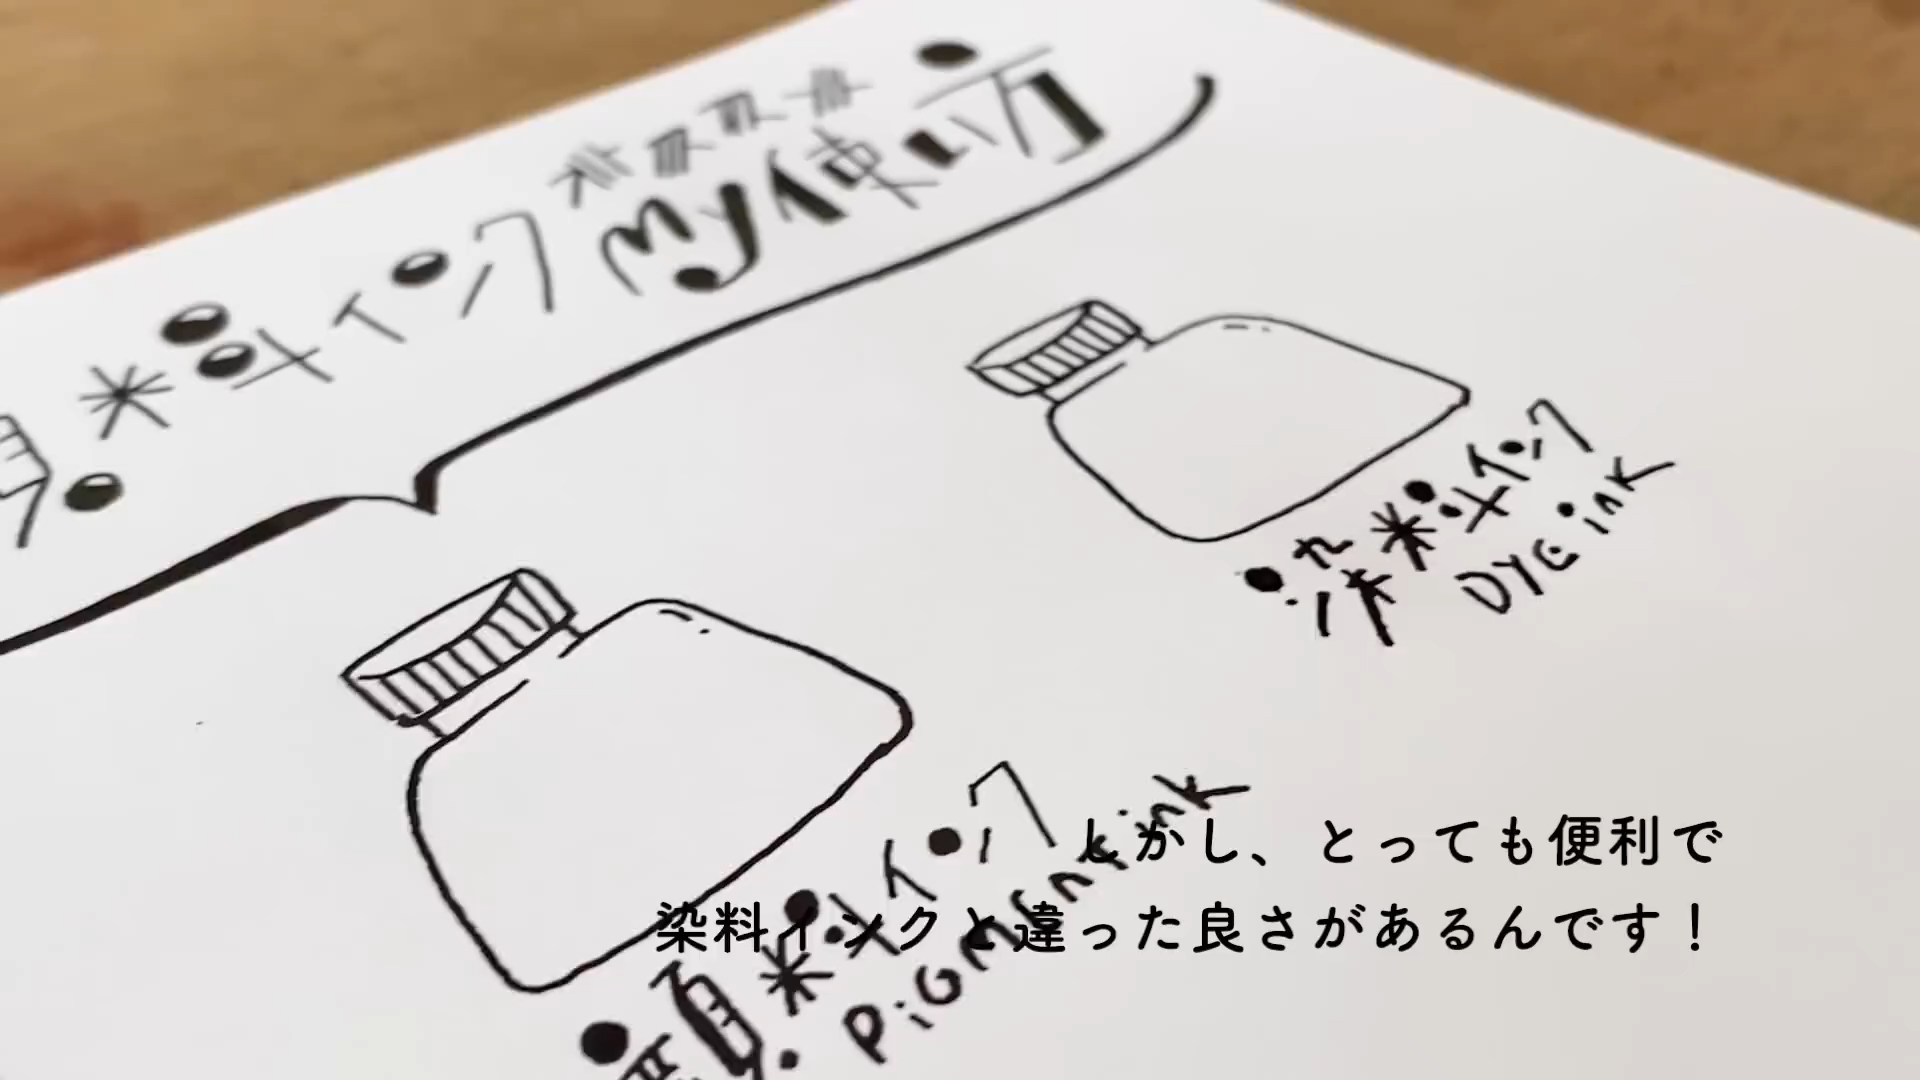 料インク
MY使い方
染料インク
DYE ink
顔料インク
PiGMEnt ink
しかし、とっても便利で
染料インクと違った良さがあるんです！